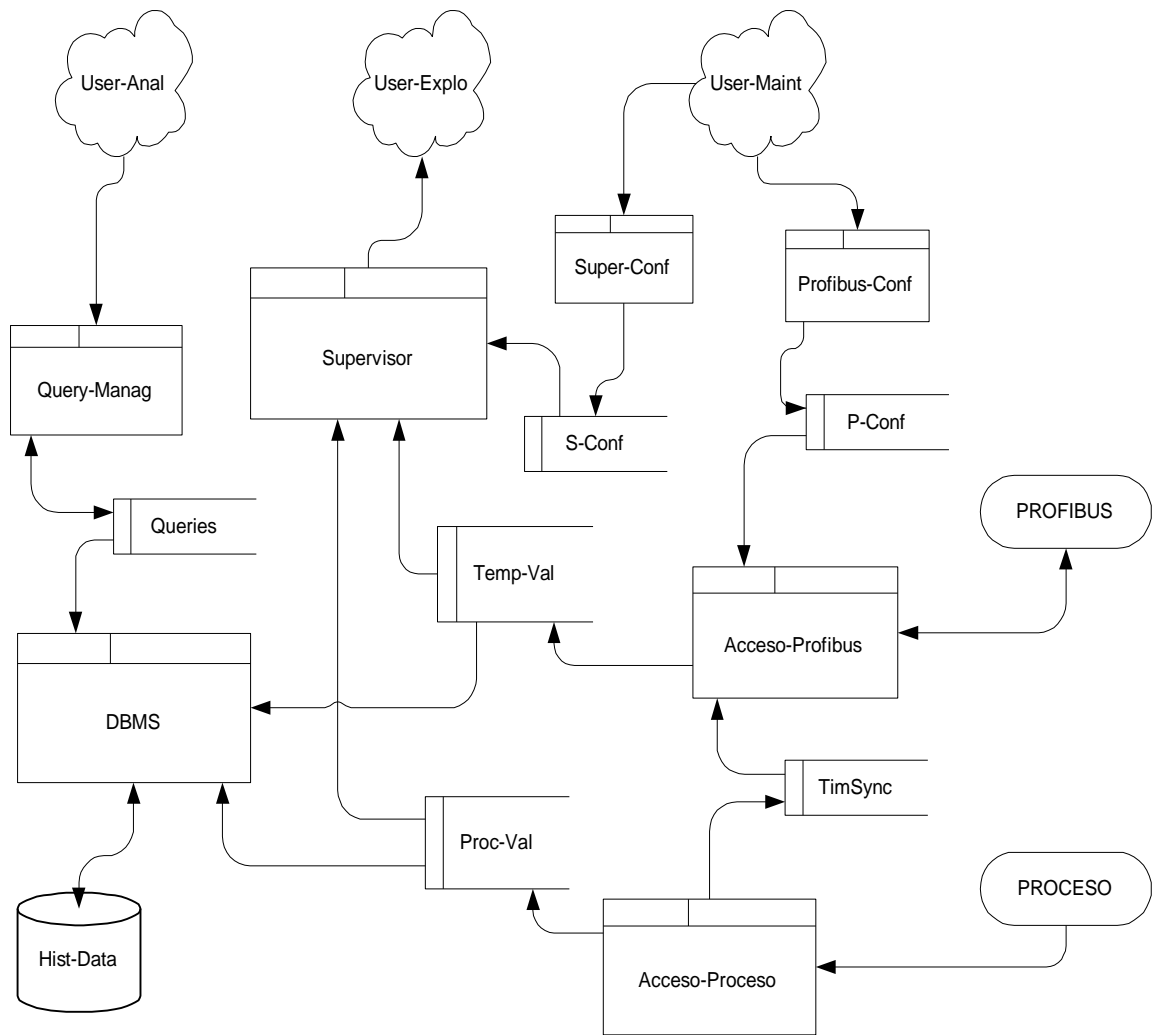 User-Anal
User-Explo
User-Maint
Super-Conf
Profibus-Conf
Supervisor
Query-Manag
P-Conf
S-Conf
PROFIBUS
Queries
Temp-Val
Acceso-Profibus
DBMS
TimSync
Proc-Val
PROCESO
Hist-Data
Acceso-Proceso